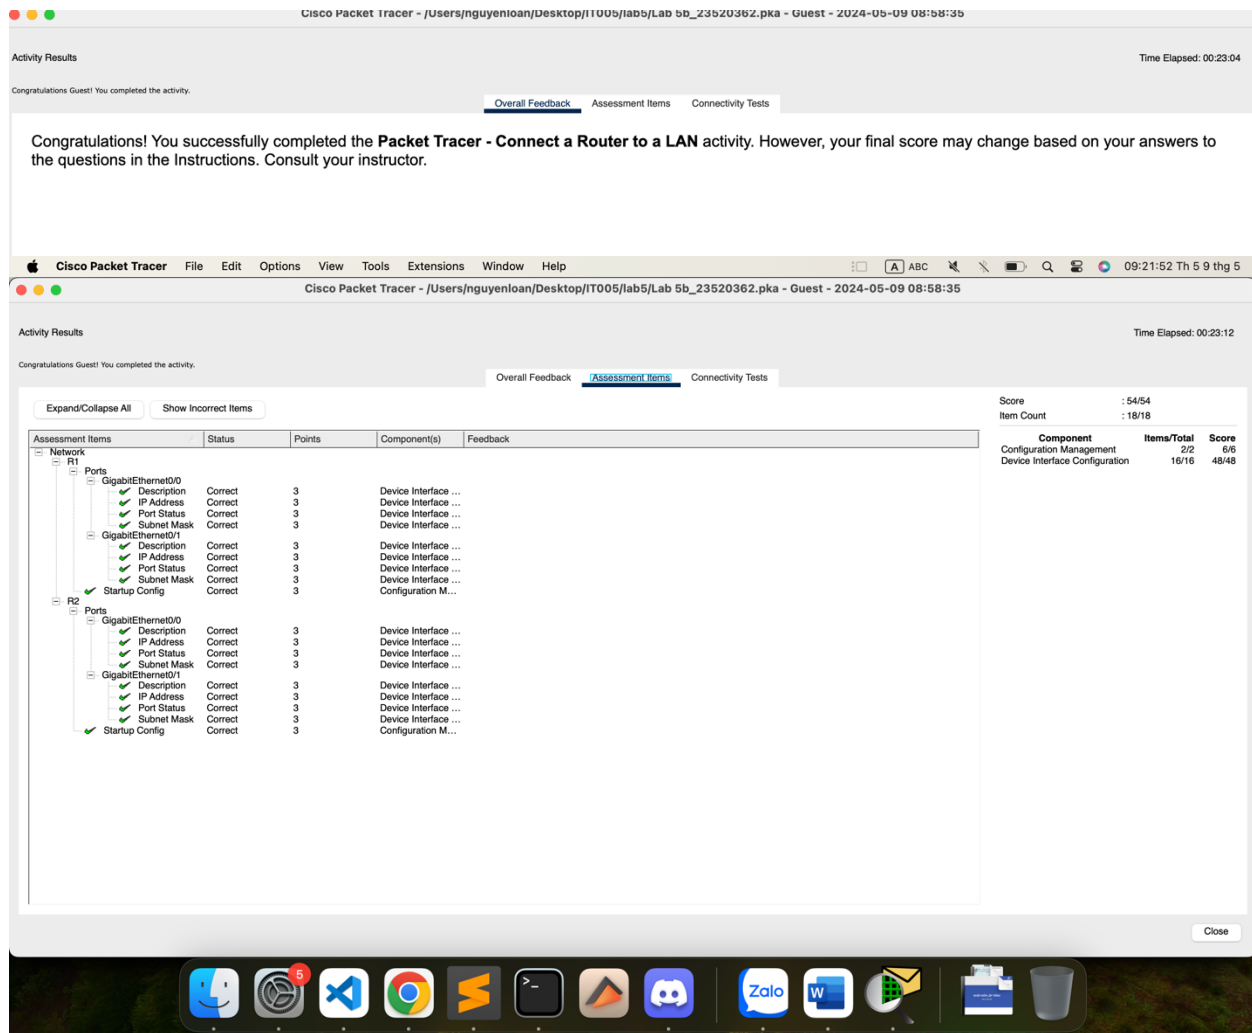 Cisco Packet Tracer - /Users/nguyenloan/Desktop/IT005/lab5/Lab 5b_23520362.pka - Guest - 2024-05-09 08:58:35
Activity Results Time Elapsed: 00:23:04
Congratulations Guest! You completed the activity.
Overall Feedback Assessment Items Connectivity Tests
Congratulations! You successfully completed the Packet Tracer - Connect a Router to a LAN activity. However, your final score may change based on your answers to
the questions in the Instructions. Consult your instructor.
Cisco Packet Tracer File Edit Options View Tools Extensions Window Help A ABC 09:21:52 Th 5 9 thg 5
Cisco Packet Tracer - /Users/nguyenloan/Desktop/IT005/lab5/Lab 5b_23520362.pka - Guest - 2024-05-09 08:58:35
Activity Results Time Elapsed: 00:23:12
Congratulations Guest! You completed the activity.
Overall Feedback Assessment Items Connectivity Tests
Expand/Collapse All Show Incorrect Items
Score : 54/54
Item Count : 18/18
Component Items/Total Score
Configuration Management 2/2 6/6
Device Interface Configuration 16/16 48/48
Assessment Items Status Points Component(s) Feedback
Network
R1
Ports
GigabitEthernet0/0
Description Correct 3 Device Interface ...
IP Address Correct 3 Device Interface ...
Port Status Correct 3 Device Interface ...
Subnet Mask Correct 3 Device Interface ...
GigabitEthernet0/1
Description Correct 3 Device Interface ...
IP Address Correct 3 Device Interface ...
Port Status Correct 3 Device Interface ...
Subnet Mask Correct 3 Device Interface ...
Startup Config Correct 3 Configuration M...
R2
Ports
GigabitEthernet0/0
Description Correct 3 Device Interface ...
IP Address Correct 3 Device Interface ...
Port Status Correct 3 Device Interface ...
Subnet Mask Correct 3 Device Interface ...
GigabitEthernet0/1
Description Correct 3 Device Interface ...
IP Address Correct 3 Device Interface ...
Port Status Correct 3 Device Interface ...
Subnet Mask Correct 3 Device Interface ...
Startup Config Correct 3 Configuration M...
Close
5
Zalo
W